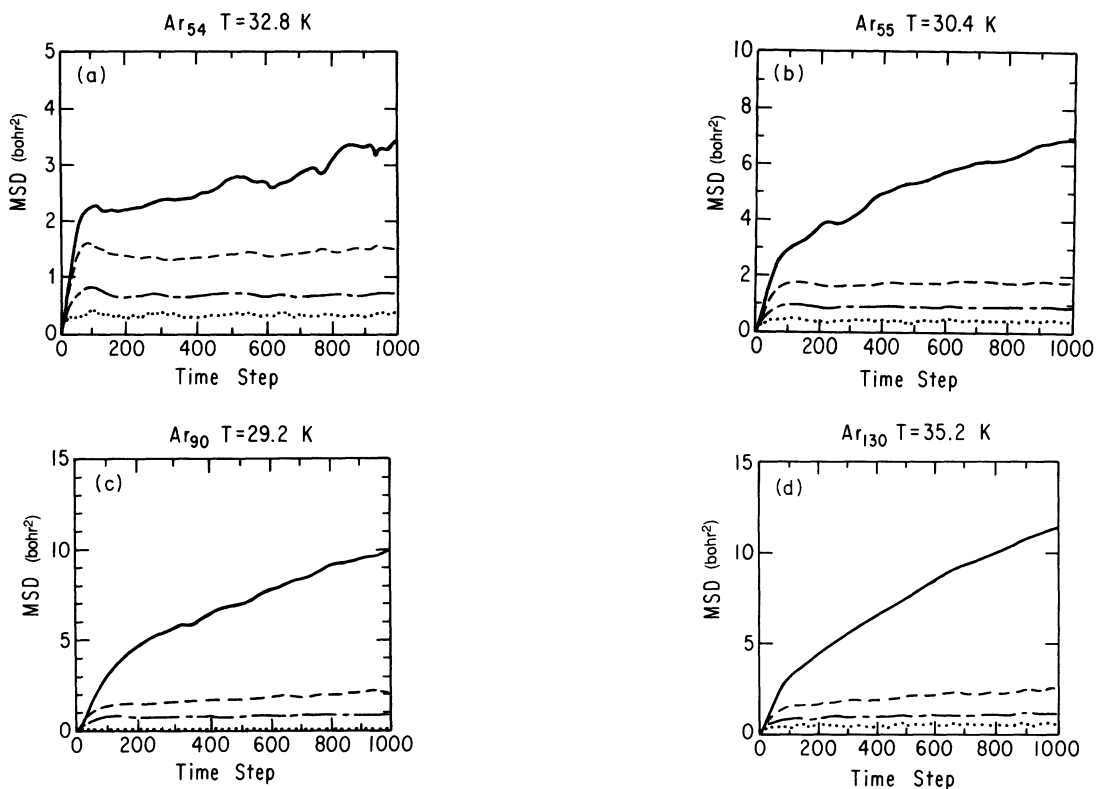 Ar54 T=32.8 K
(a)
MSD (bohr²)
5
4
3
2
1
0
0 200 400 600 800 1000
Time Step
Ar55 T=30.4 K
(b)
MSD (bohr²)
10
8
6
4
2
0
0 200 400 600 800 1000
Time Step
Ar90 T=29.2 K
(c)
MSD (bohr²)
15
10
5
0
0 200 400 600 800 1000
Time Step
Ar130 T=35.2 K
(d)
MSD (bohr²)
15
10
5
0
0 200 400 600 800 1000
Time Step